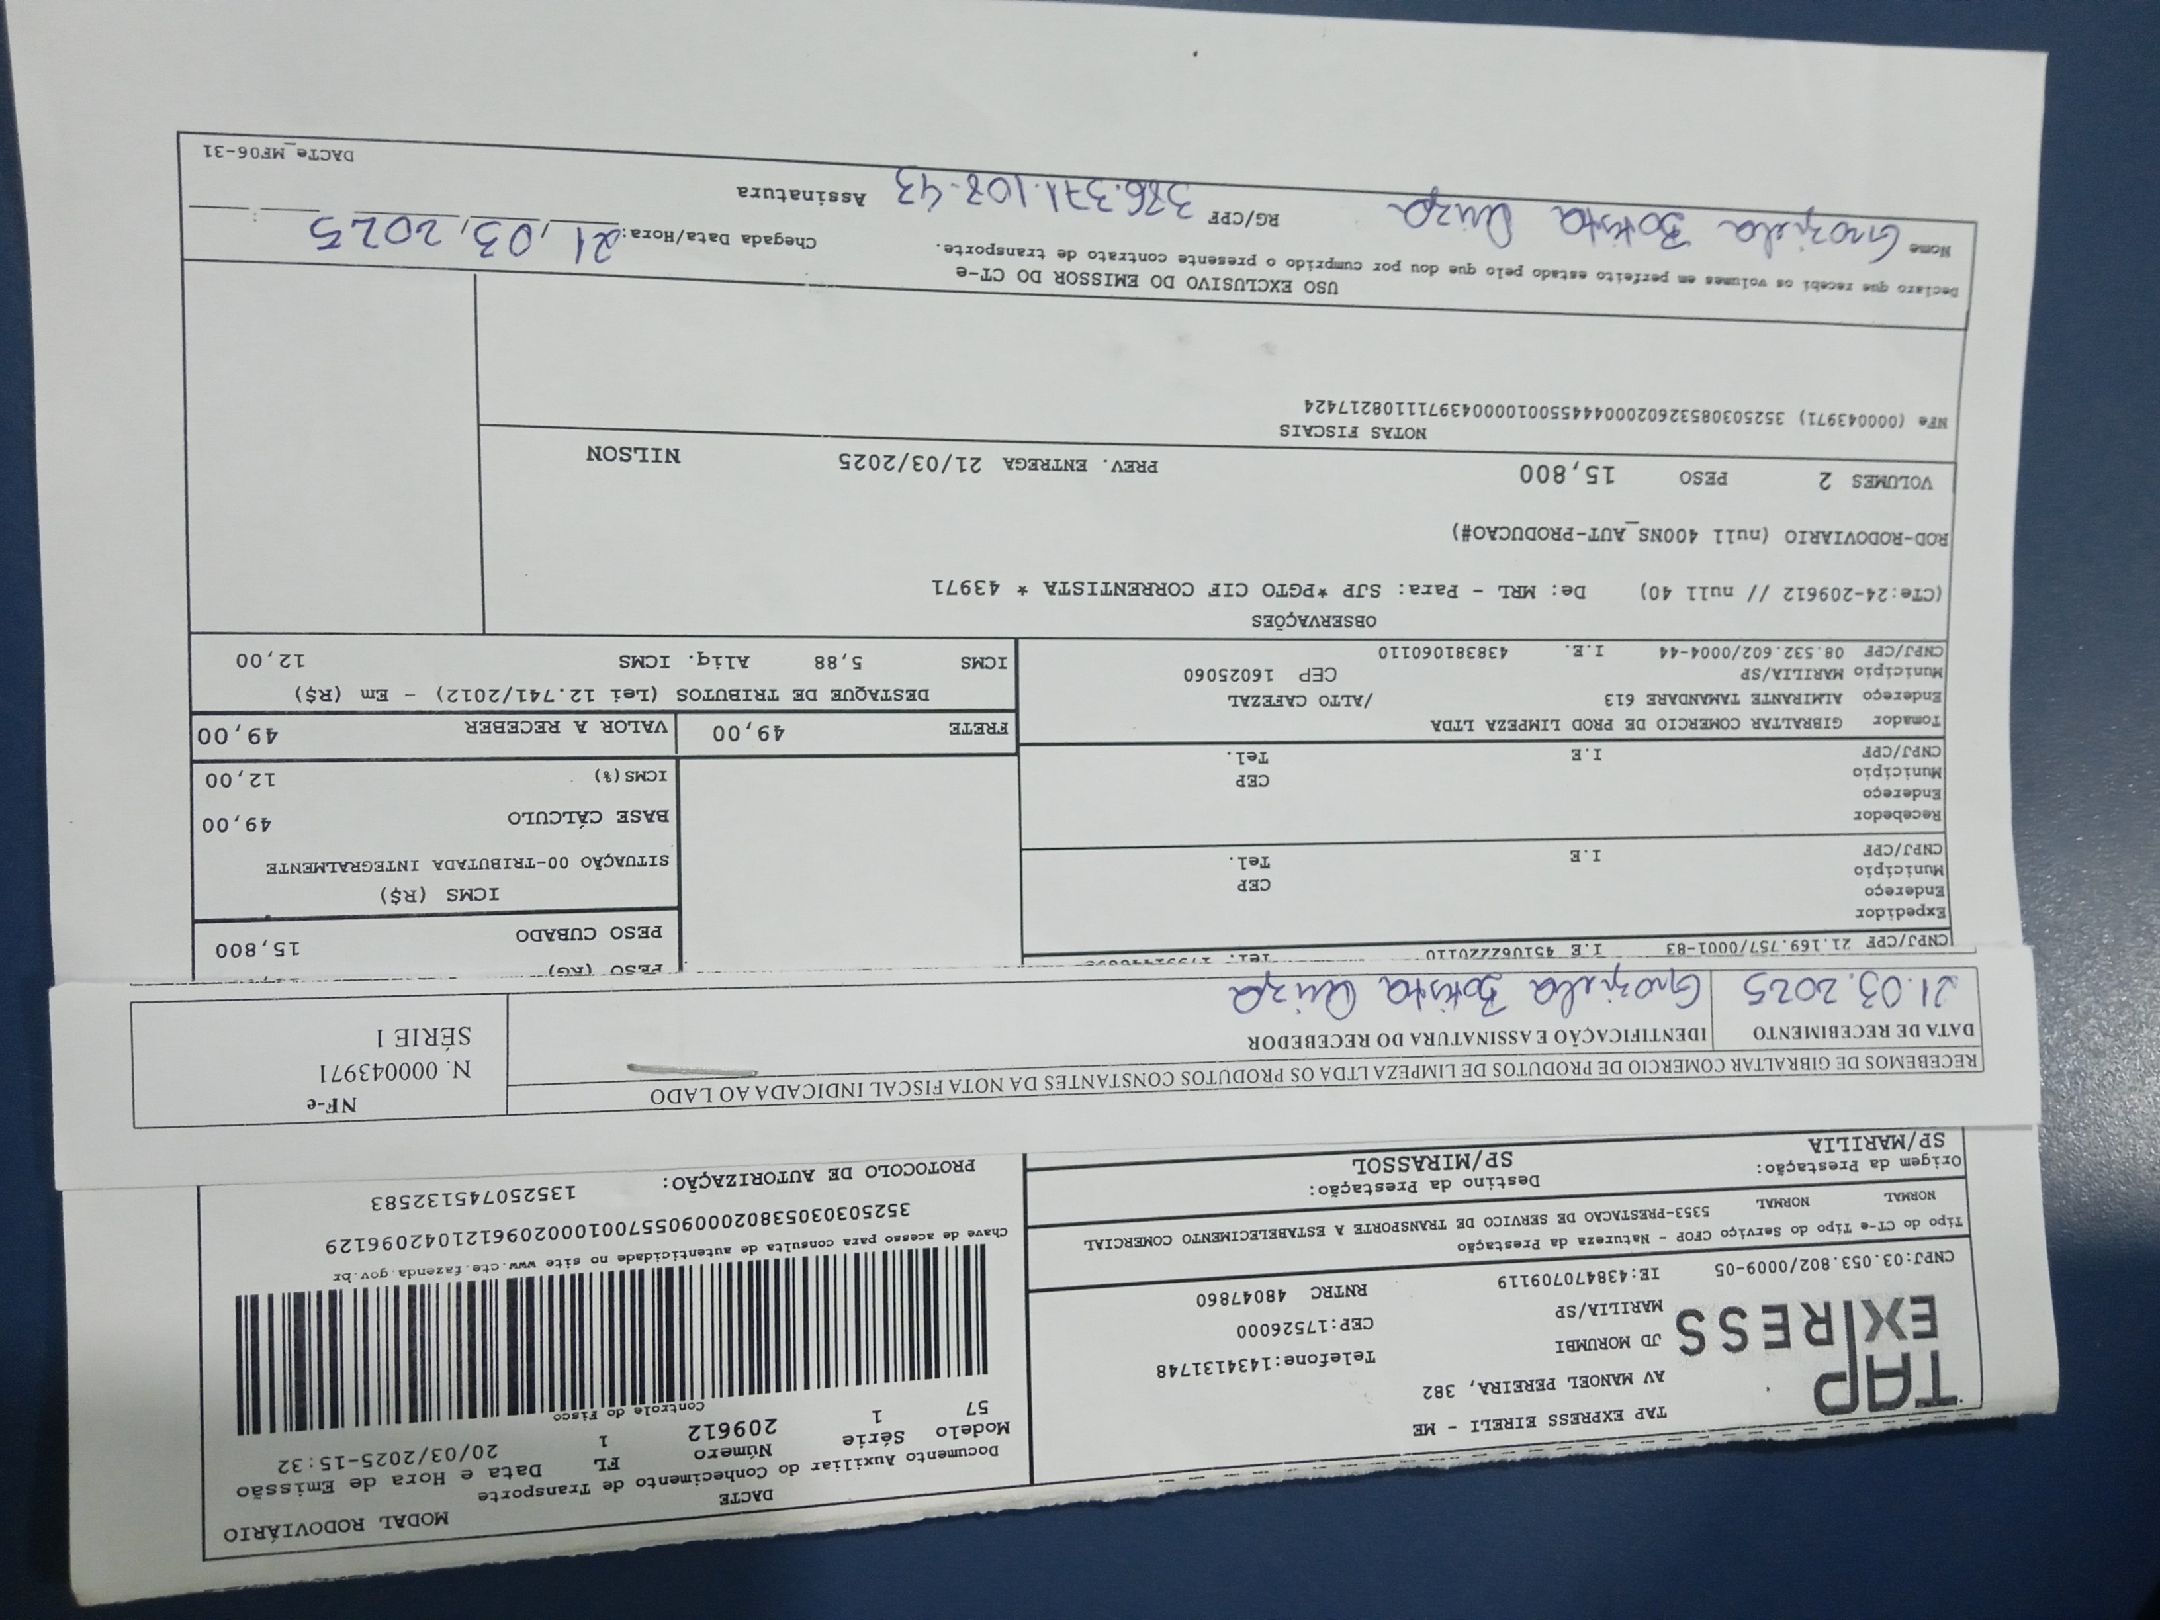 TAP
EXPRESS
TAP EXPRESS EIRELI - ME
AV MANOEL PEREIRA, 382
JD MORUMBI Telefone:1434131748
MARILIA/SP CEP:17526000
CNPJ:03.053.802/0009-05 IE:43847079119 RNTRC 48047860
Tipo do CT-e Tipo do Serviço CFOP - Natureza da Prestação
NORMAL NORMAL 5353-PRESTACAO DE SERVICO DE TRANSPORTE A ESTABELECIMENTO COMERCIAL
Origem da Prestação: Destino da Prestação:
SP/MARILIA SP/MIRASSOL
DACTE MODAL RODOVIÁRIO
Documento Auxiliar do Conhecimento de Transporte
Modelo Série Número FL Data e Hora de Emissão
57 1 209612 1 20/03/2025-15:32
Controle do Fisco
Chave de acesso para consulta de autenticidade no site www.cte.fazenda.gov.br
35250303053802000905570010002096121042096129
PROTOCOLO DE AUTORIZAÇÃO: 135250745132583
RECEBEMOS DE GIBRALTAR COMERCIO DE PRODUTOS DE LIMPEZA LTDA OS PRODUTOS CONSTANTES DA NOTA FISCAL INDICADA AO LADO
DATA DE RECEBIMENTO IDENTIFICAÇÃO E ASSINATURA DO RECEBEDOR
21.03.2025
NF-e
N. 000043971
SÉRIE 1
CNPJ/CPF 21.169.757/0001-83 I.E 451062220110 Tel.
Expedidor
Endereço
Município CEP
CNPJ/CPF I.E Tel.
Recebedor
Endereço
Município CEP
CNPJ/CPF I.E Tel.
Tomador GIBRALTAR COMERCIO DE PROD LIMPEZA LTDA
Endereço ALMIRANTE TAMANDARE 613 /ALTO CAFEZAL
Município MARILIA/SP CEP 16025060
CNPJ/CPF 08.532.602/0004-44 I.E. 438381060110
PESO (KG)
PESO CUBADO 15,800
ICMS (R$)
SITUAÇÃO 00-TRIBUTADA INTEGRALMENTE
BASE CÁLCULO 49,00
ICMS(%) 12,00
FRETE 49,00 VALOR A RECEBER 49,00
DESTAQUE DE TRIBUTOS (Lei 12.741/2012) - Em (R$)
ICMS 5,88 Aliq. ICMS 12,00
OBSERVAÇÕES
(CTe:24-209612 // null 40) De: MRL - Para: SJP *PGTO CIF CORRENTISTA * 43971
ROD-RODOVIARIO (null 400NS_AUT-PRODUCAO#)
VOLUMES 2 PESO 15,800 PREV. ENTREGA 21/03/2025 NILSON
NOTAS FISCAIS
NFe (000043971) 352503085326020004445500100004397111108217424
USO EXCLUSIVO DO EMISSOR DO CT-e
Declaro que recebi os volumes em perfeito estado pelo que dou por cumprido o presente contrato de transporte.
Chegada Data/Hora: 21, 03, 2025
Nome RG/CPF 386.371.108-43 Assinatura
DACTe_MF06-31